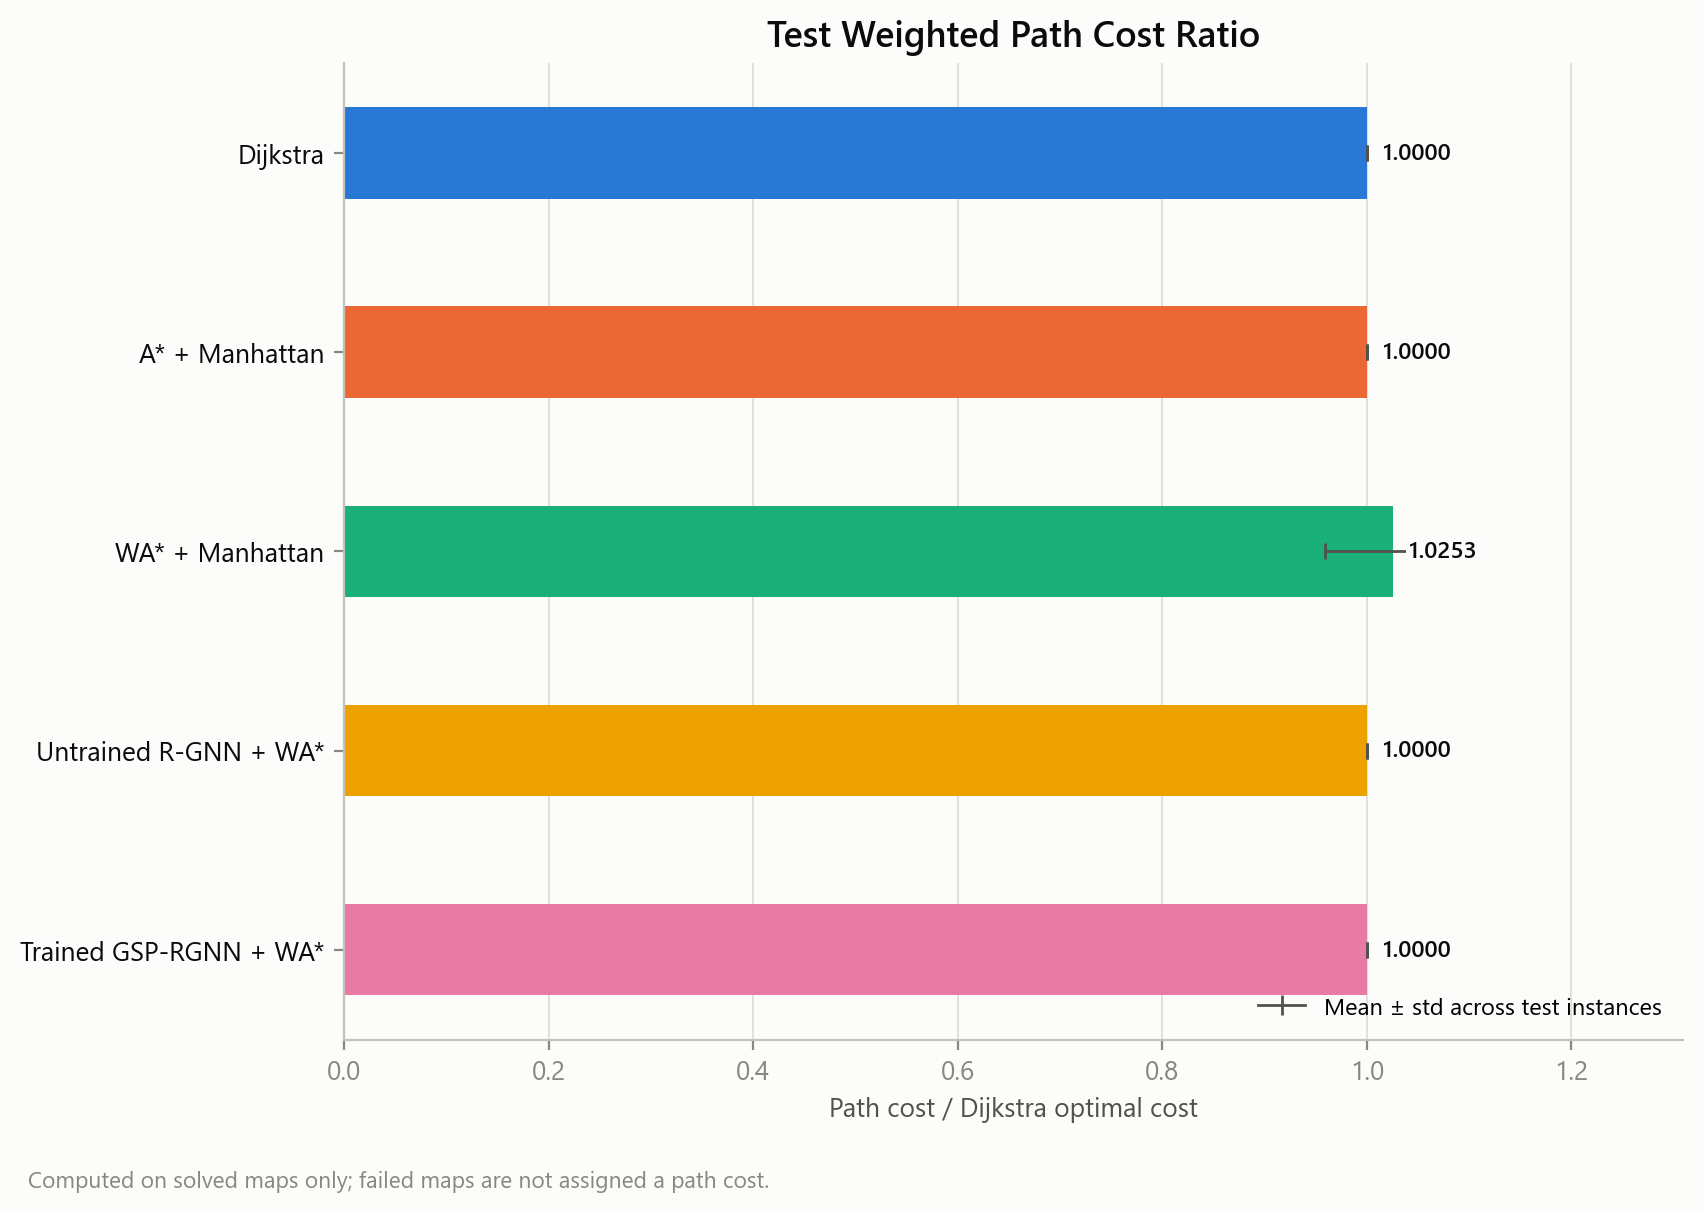 Test Weighted Path Cost Ratio
Dijkstra
1.0000
A* + Manhattan
1.0000
WA* + Manhattan
1.0253
Untrained R-GNN + WA*
1.0000
Trained GSP-RGNN + WA*
1.0000
Mean ± std across test instances
0.0 0.2 0.4 0.6 0.8 1.0 1.2
Path cost / Dijkstra optimal cost
Computed on solved maps only; failed maps are not assigned a path cost.